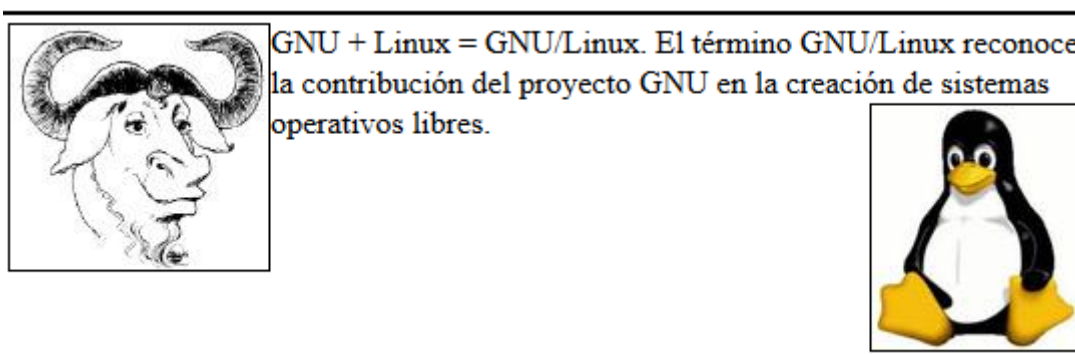 GNU + Linux = GNU/Linux. El término GNU/Linux reconoce
la contribución del proyecto GNU en la creación de sistemas
operativos libres.